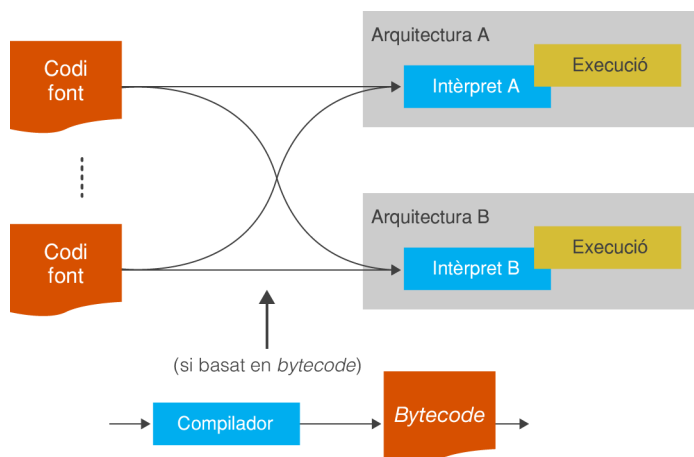 Codi
font
Arquitectura A
Intèrpret A
Execució
Codi
font
Arquitectura B
Intèrpret B
Execució
(si basat en bytecode)
Compilador
Bytecode